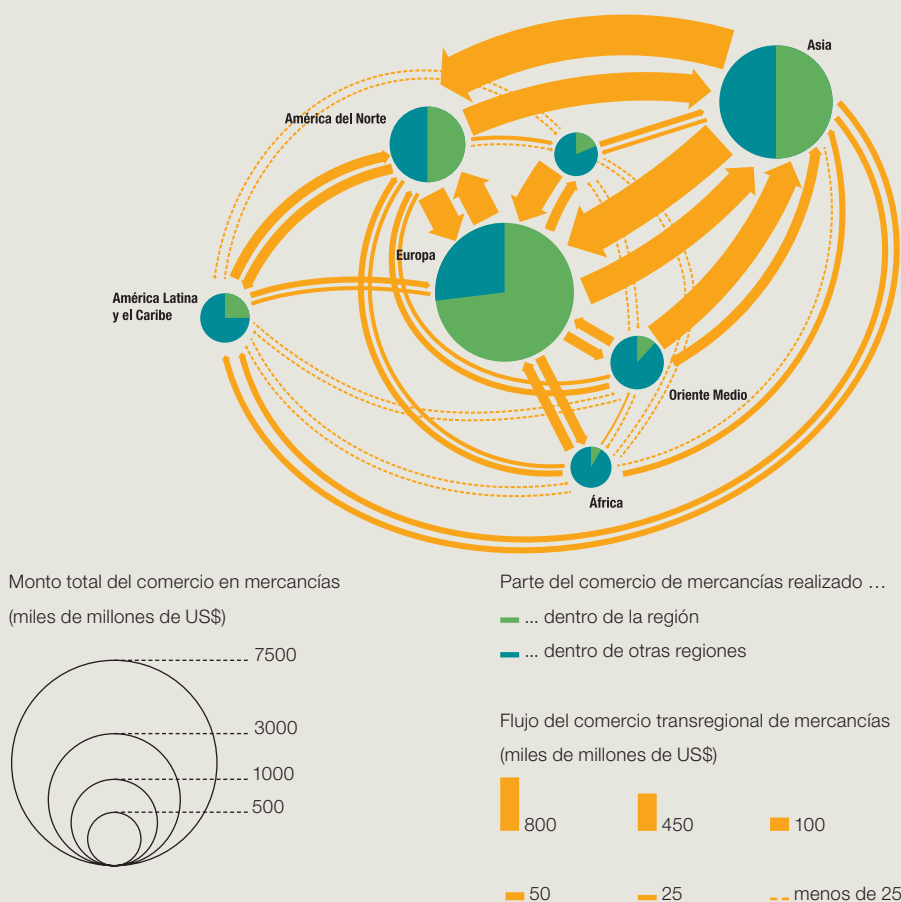 Asia
América del Norte
Europa
América Latina
y el Caribe
Oriente Medio
África
Monto total del comercio en mercancías
(miles de millones de US$)
7500
3000
1000
500
Parte del comercio de mercancías realizado ...
... dentro de la región
... dentro de otras regiones
Flujo del comercio transregional de mercancías
(miles de millones de US$)
800
450
100
50
25
menos de 25